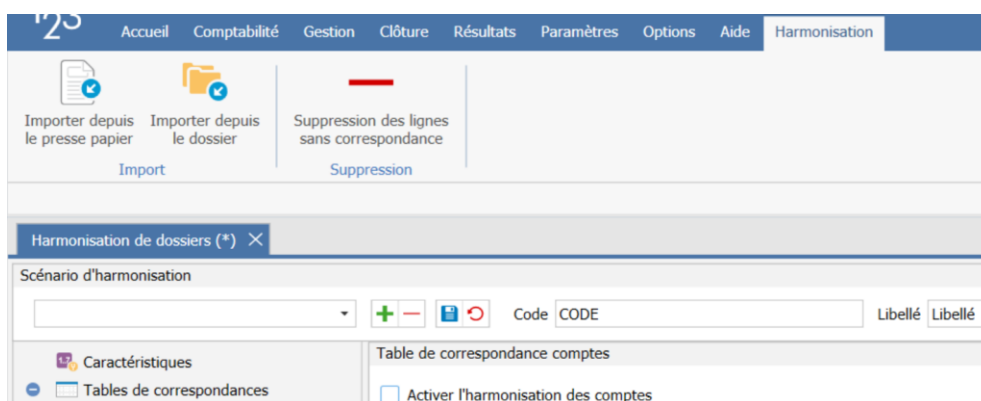 123
Accueil Comptabilité Gestion Clôture Résultats Paramètres Options Aide Harmonisation
Importer depuis le presse papier
Importer depuis le dossier
Suppression des lignes sans correspondance
Import
Suppression
Harmonisation de dossiers (*)
Scénario d'harmonisation
Code CODE Libellé Libellé
Caractéristiques
Table de correspondance comptes
Tables de correspondances
Activer l'harmonisation des comptes